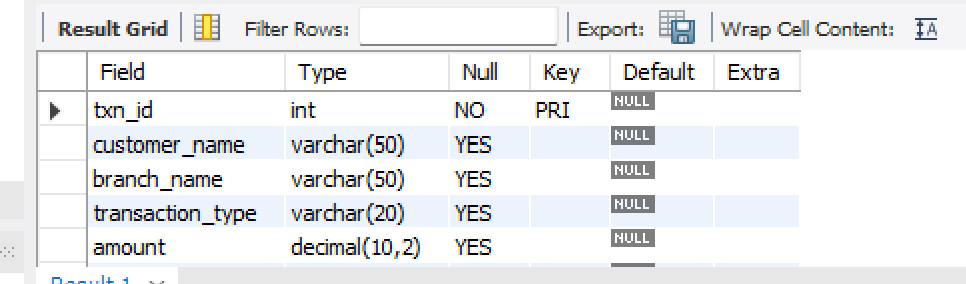 Result Grid Filter Rows: Export: Wrap Cell Content: A
Field Type Null Key Default Extra
txn_id int NO PRI NULL
customer_name varchar(50) YES NULL
branch_name varchar(50) YES NULL
transaction_type varchar(20) YES NULL
amount decimal(10,2) YES NULL
Result 1